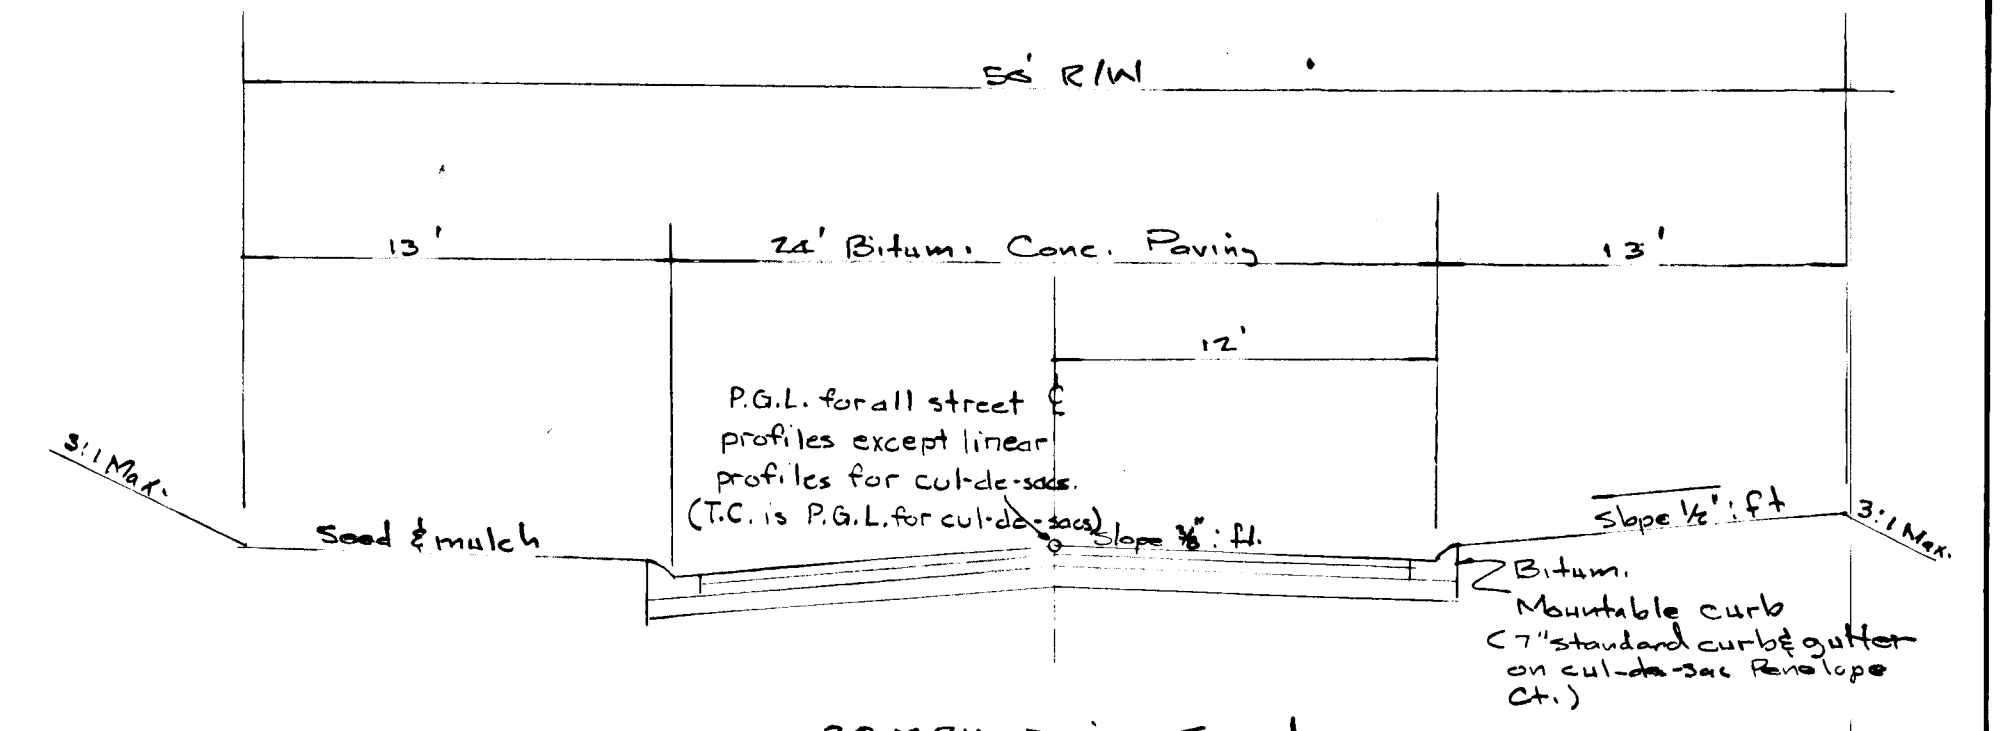 50' R/W
13'
24' Bitum. Conc. Paving
13'
12'
P.G.L. for all street ℄
profiles except linear
profiles for cul-de-sacs.
(T.C. is P.G.L. for cul-de-sacs)
3:1 Max.
Seed & mulch
Slope 3/8" : ft.
Slope 1/2" : ft
3:1 Max.
Bitum.
Mountable curb
(7" standard curb & gutter
on cul-de-sac Penelope
Ct.)